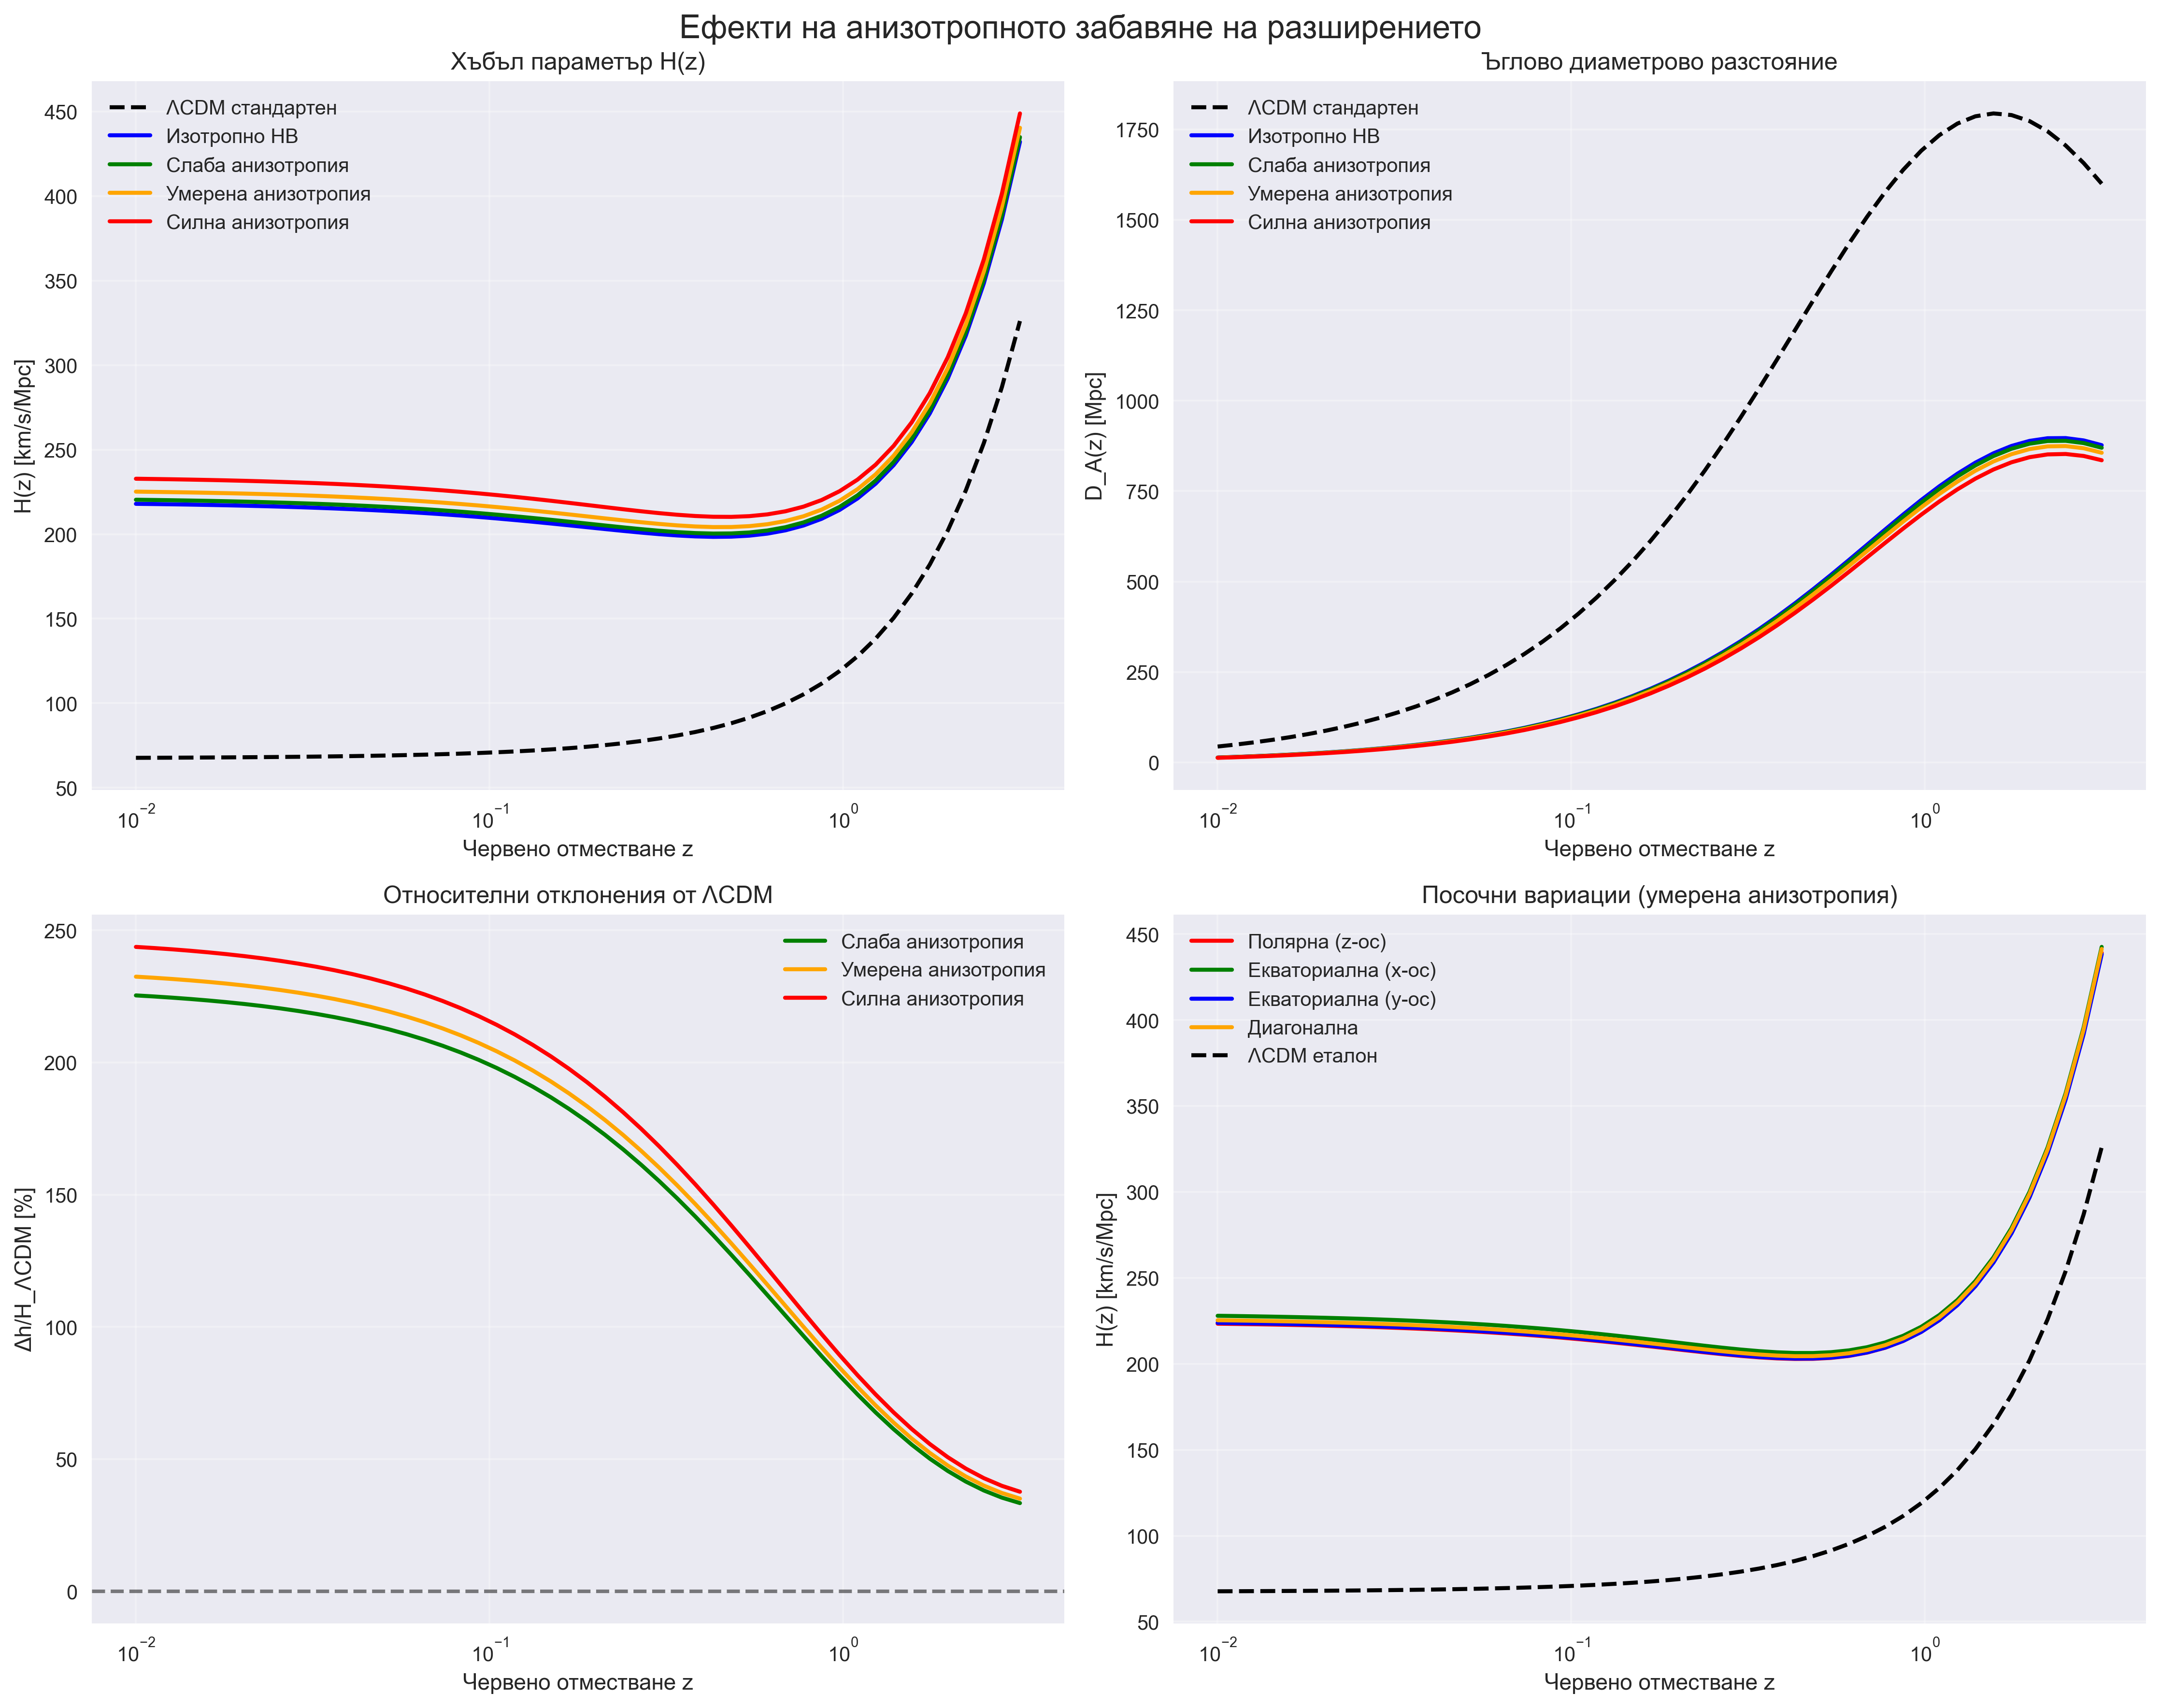 Ефекти на анизотропното забавяне на разширението
Хъбъл параметър H(z)
ΛCDM стандартен
Изотропно НВ
Слаба анизотропия
Умерена анизотропия
Силна анизотропия
450
400
350
300
250
200
150
100
50
H(z) [km/s/Mpc]
10⁻²
10⁻¹
10⁰
Червено отместване z
Ъглово диаметрово разстояние
ΛCDM стандартен
Изотропно НВ
Слаба анизотропия
Умерена анизотропия
Силна анизотропия
1750
1500
1250
1000
750
500
250
0
D_A(z) [Mpc]
10⁻²
10⁻¹
10⁰
Червено отместване z
Относителни отклонения от ΛCDM
Слаба анизотропия
Умерена анизотропия
Силна анизотропия
250
200
150
100
50
0
Δh/H_ΛCDM [%]
10⁻²
10⁻¹
10⁰
Червено отместване z
Посочни вариации (умерена анизотропия)
Полярна (z-ос)
Екваториална (x-ос)
Екваториална (y-ос)
Диагонална
ΛCDM еталон
450
400
350
300
250
200
150
100
50
H(z) [km/s/Mpc]
10⁻²
10⁻¹
10⁰
Червено отместване z